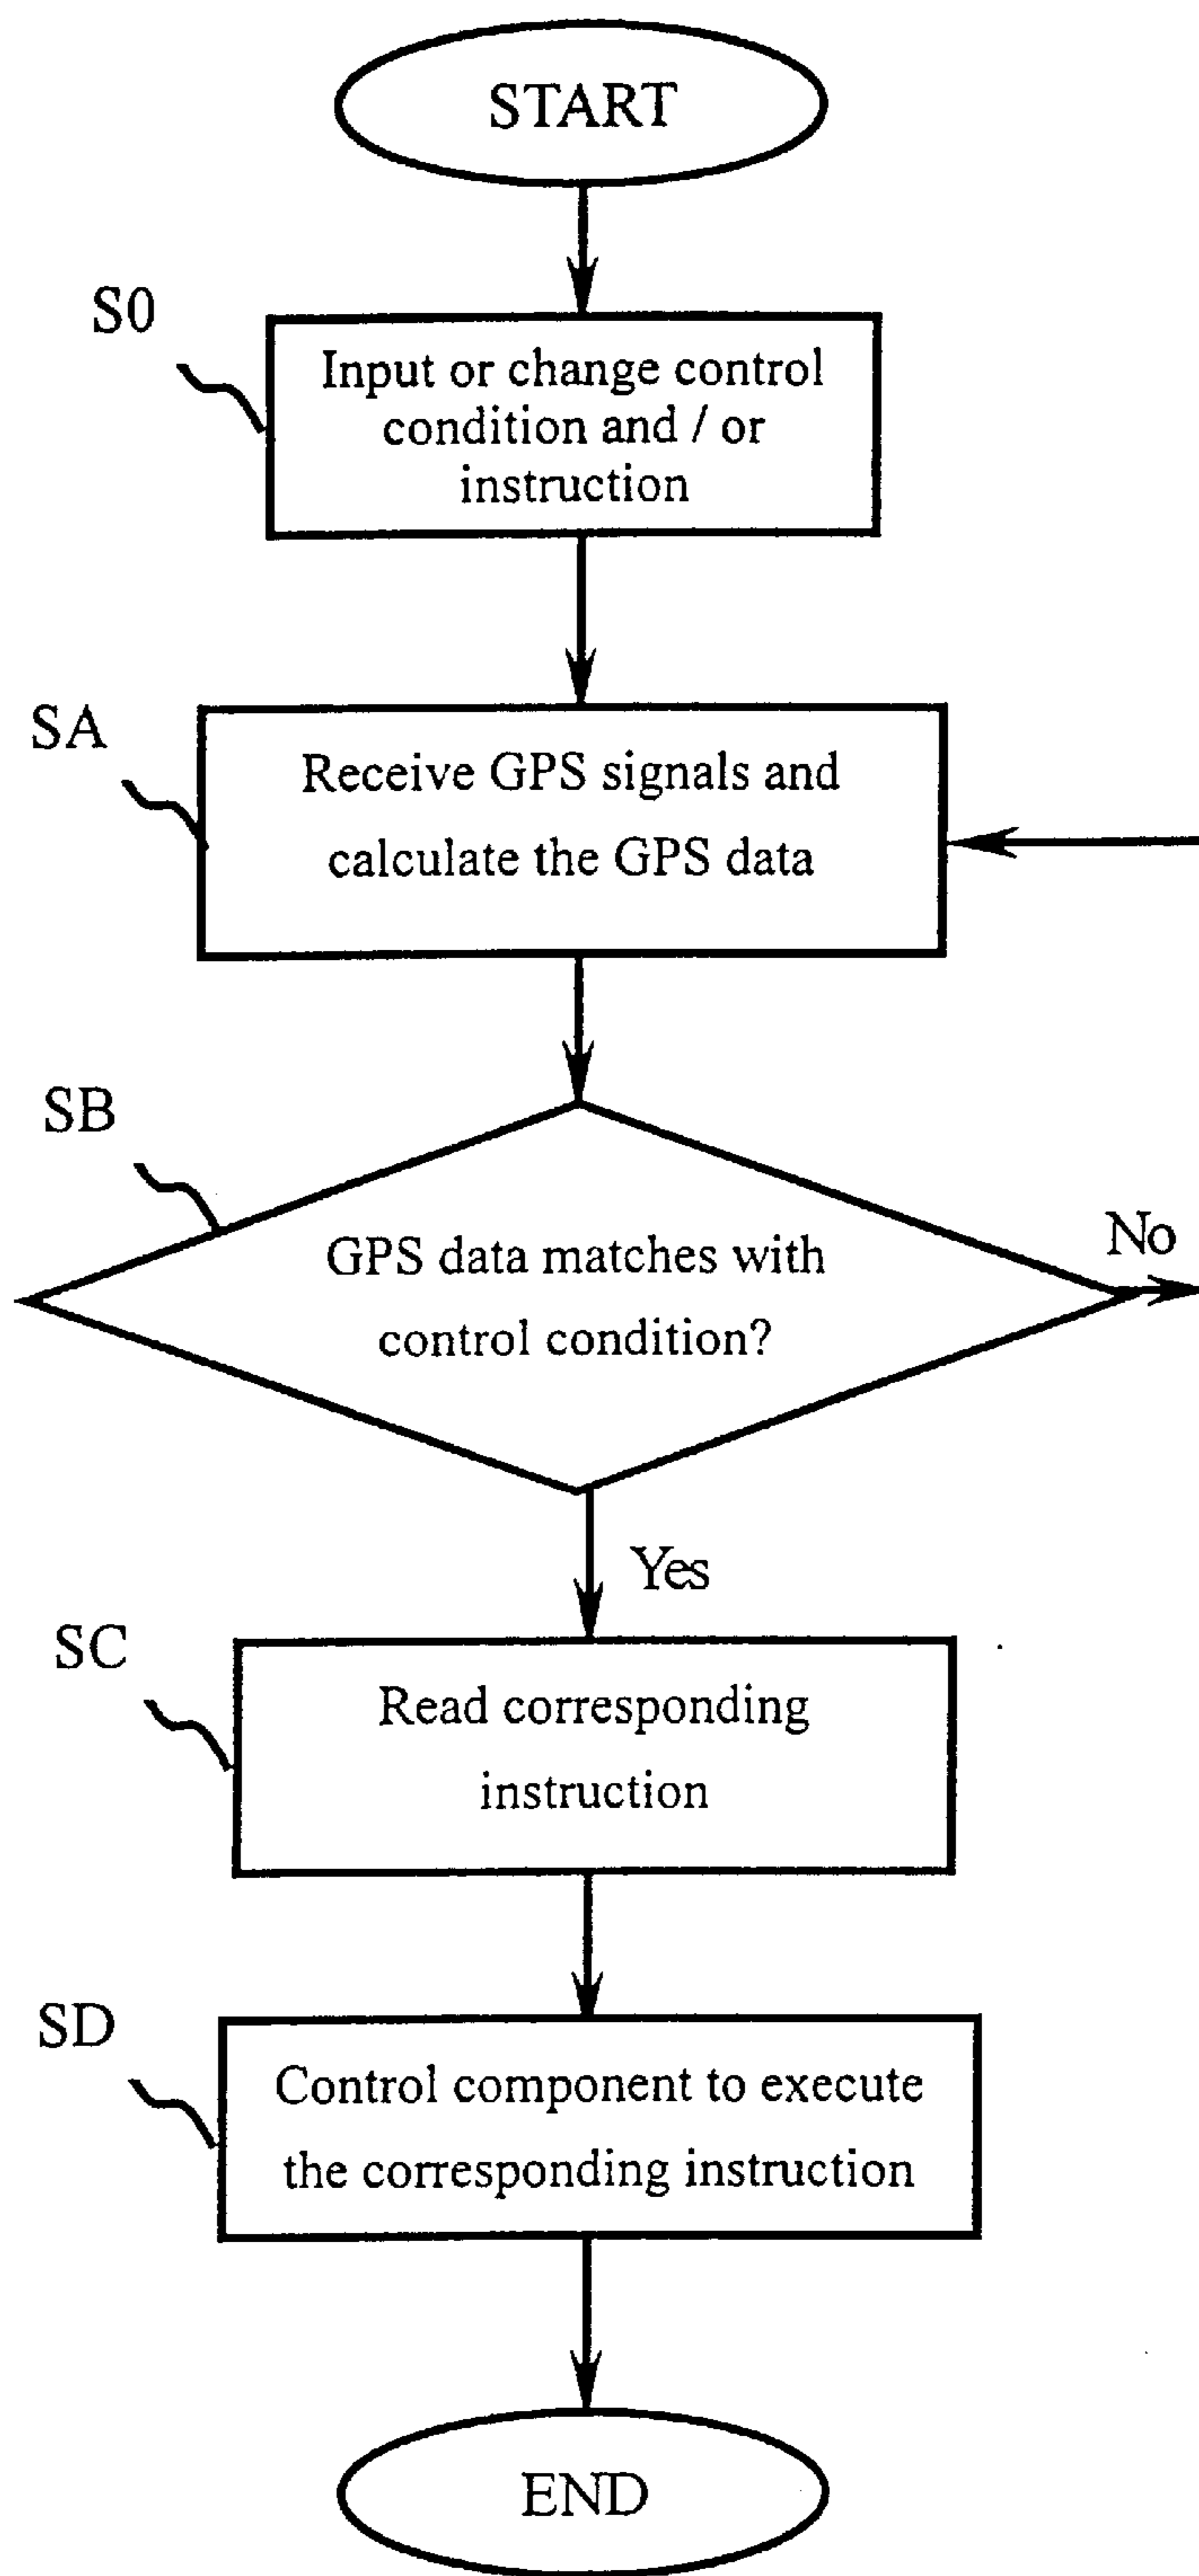 START
S0
Input or change control
condition and / or
instruction
SA
Receive GPS signals and
calculate the GPS data
SB
GPS data matches with
control condition?
No
Yes
SC
Read corresponding
instruction
SD
Control component to execute
the corresponding instruction
END